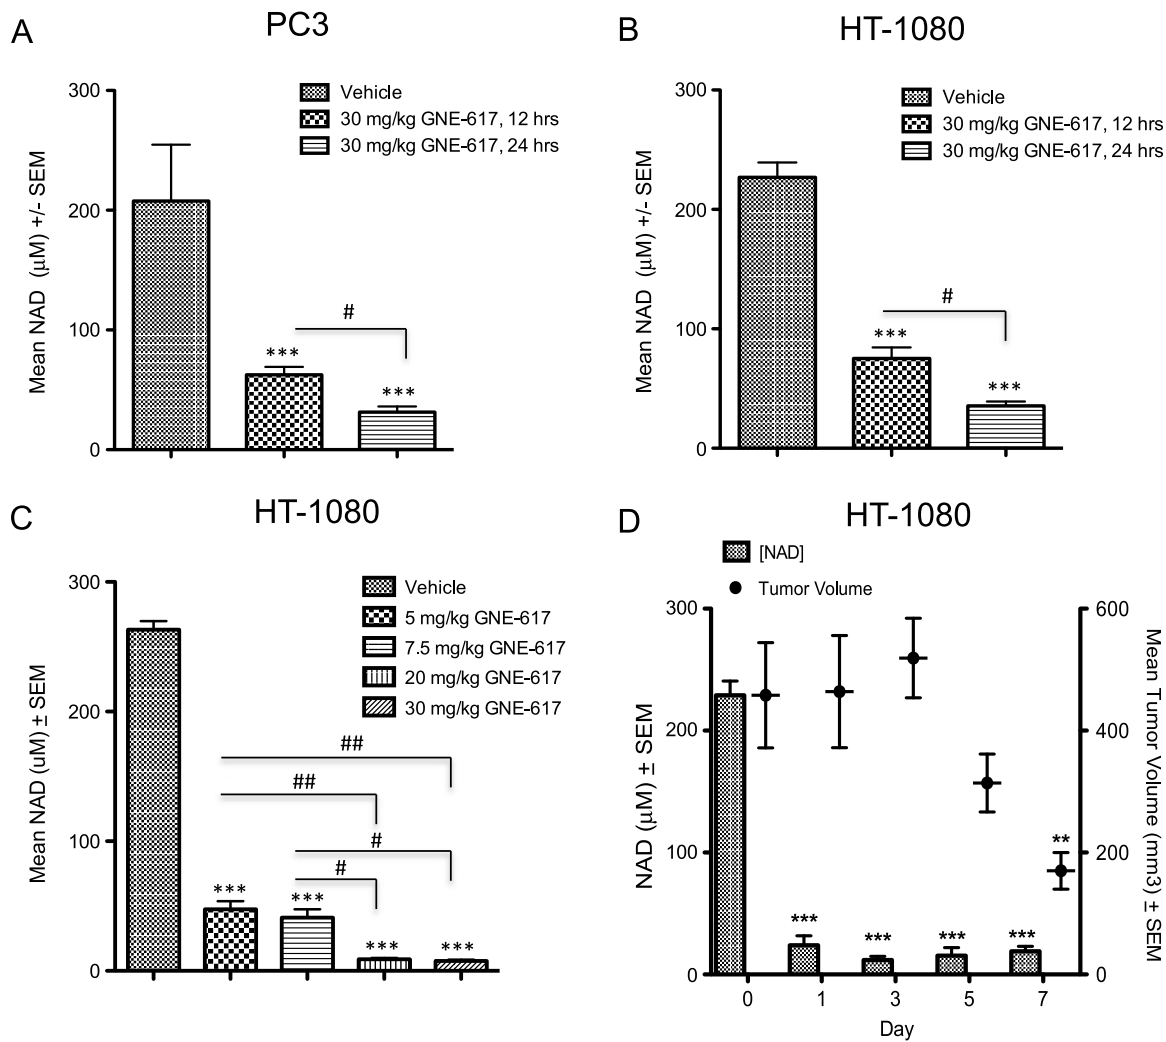 A
PC3
Mean NAD (μM) +/- SEM
300
200
100
0
Vehicle
30 mg/kg GNE-617, 12 hrs
30 mg/kg GNE-617, 24 hrs
#
***
***
B
HT-1080
Mean NAD (μM) +/- SEM
300
200
100
0
Vehicle
30 mg/kg GNE-617, 12 hrs
30 mg/kg GNE-617, 24 hrs
#
***
***
C
HT-1080
Mean NAD (uM) ± SEM
300
200
100
0
Vehicle
5 mg/kg GNE-617
7.5 mg/kg GNE-617
20 mg/kg GNE-617
30 mg/kg GNE-617
##
##
#
#
***
***
***
***
D
HT-1080
[NAD]
Tumor Volume
NAD (μM) ± SEM
300
200
100
0
600
400
200
0
Mean Tumor
Volume (mm3) ± SEM
**
***
***
***
***
0
1
3
5
7
Day